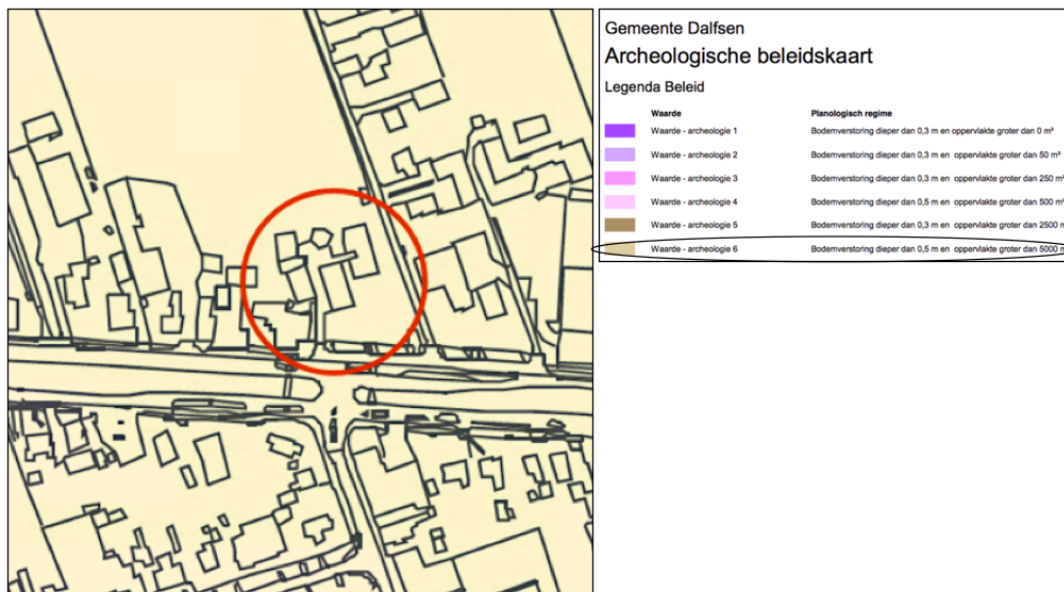 Gemeente Dalfsen
Archeologische beleidskaart
Legenda Beleid
Waarde Planologisch regime
Waarde - archeologie 1 Bodemverstoring dieper dan 0,3 m en oppervlakte groter dan 0 m²
Waarde - archeologie 2 Bodemverstoring dieper dan 0,3 m en oppervlakte groter dan 50 m²
Waarde - archeologie 3 Bodemverstoring dieper dan 0,3 m en oppervlakte groter dan 250 m²
Waarde - archeologie 4 Bodemverstoring dieper dan 0,5 m en oppervlakte groter dan 500 m²
Waarde - archeologie 5 Bodemverstoring dieper dan 0,3 m en oppervlakte groter dan 2500 m²
Waarde - archeologie 6 Bodemverstoring dieper dan 0,5 m en oppervlakte groter dan 5000 m